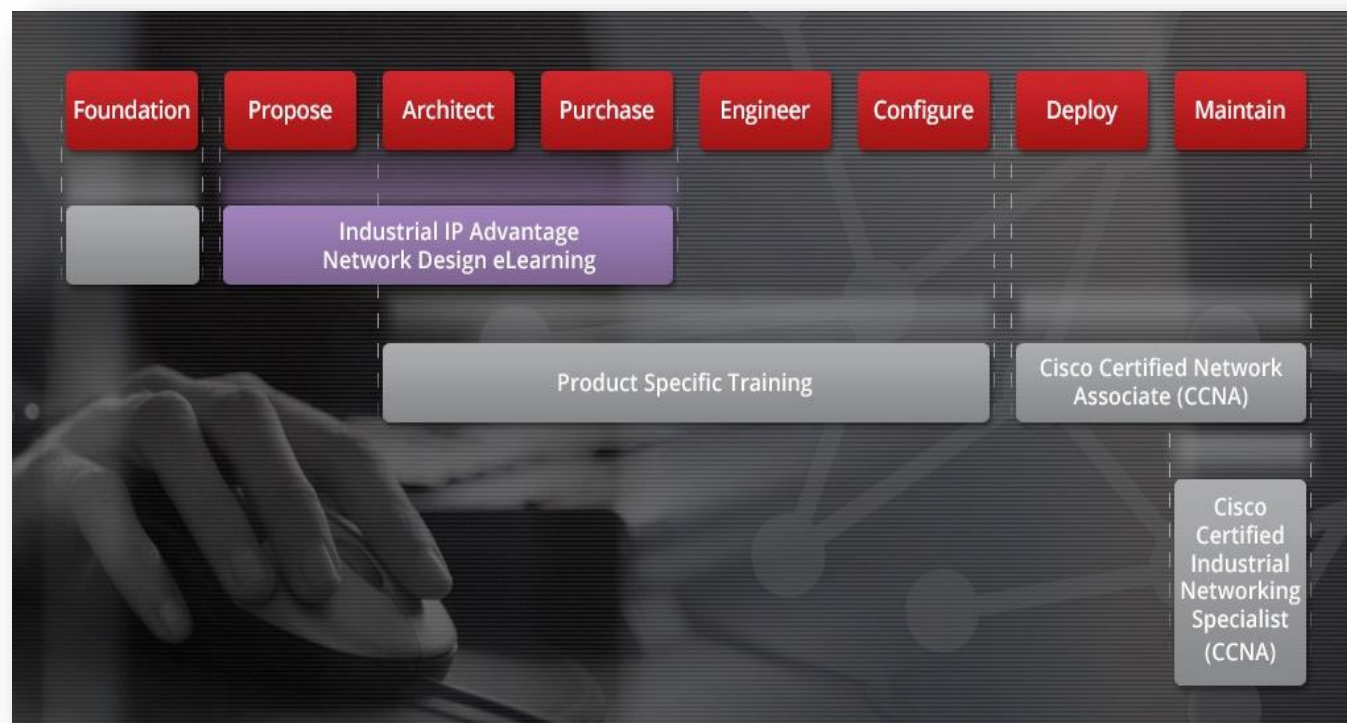 Foundation
Propose
Architect
Purchase
Engineer
Configure
Deploy
Maintain
Industrial IP Advantage
Network Design eLearning
Product Specific Training
Cisco Certified Network
Associate (CCNA)
Cisco
Certified
Industrial
Networking
Specialist
(CCNA)